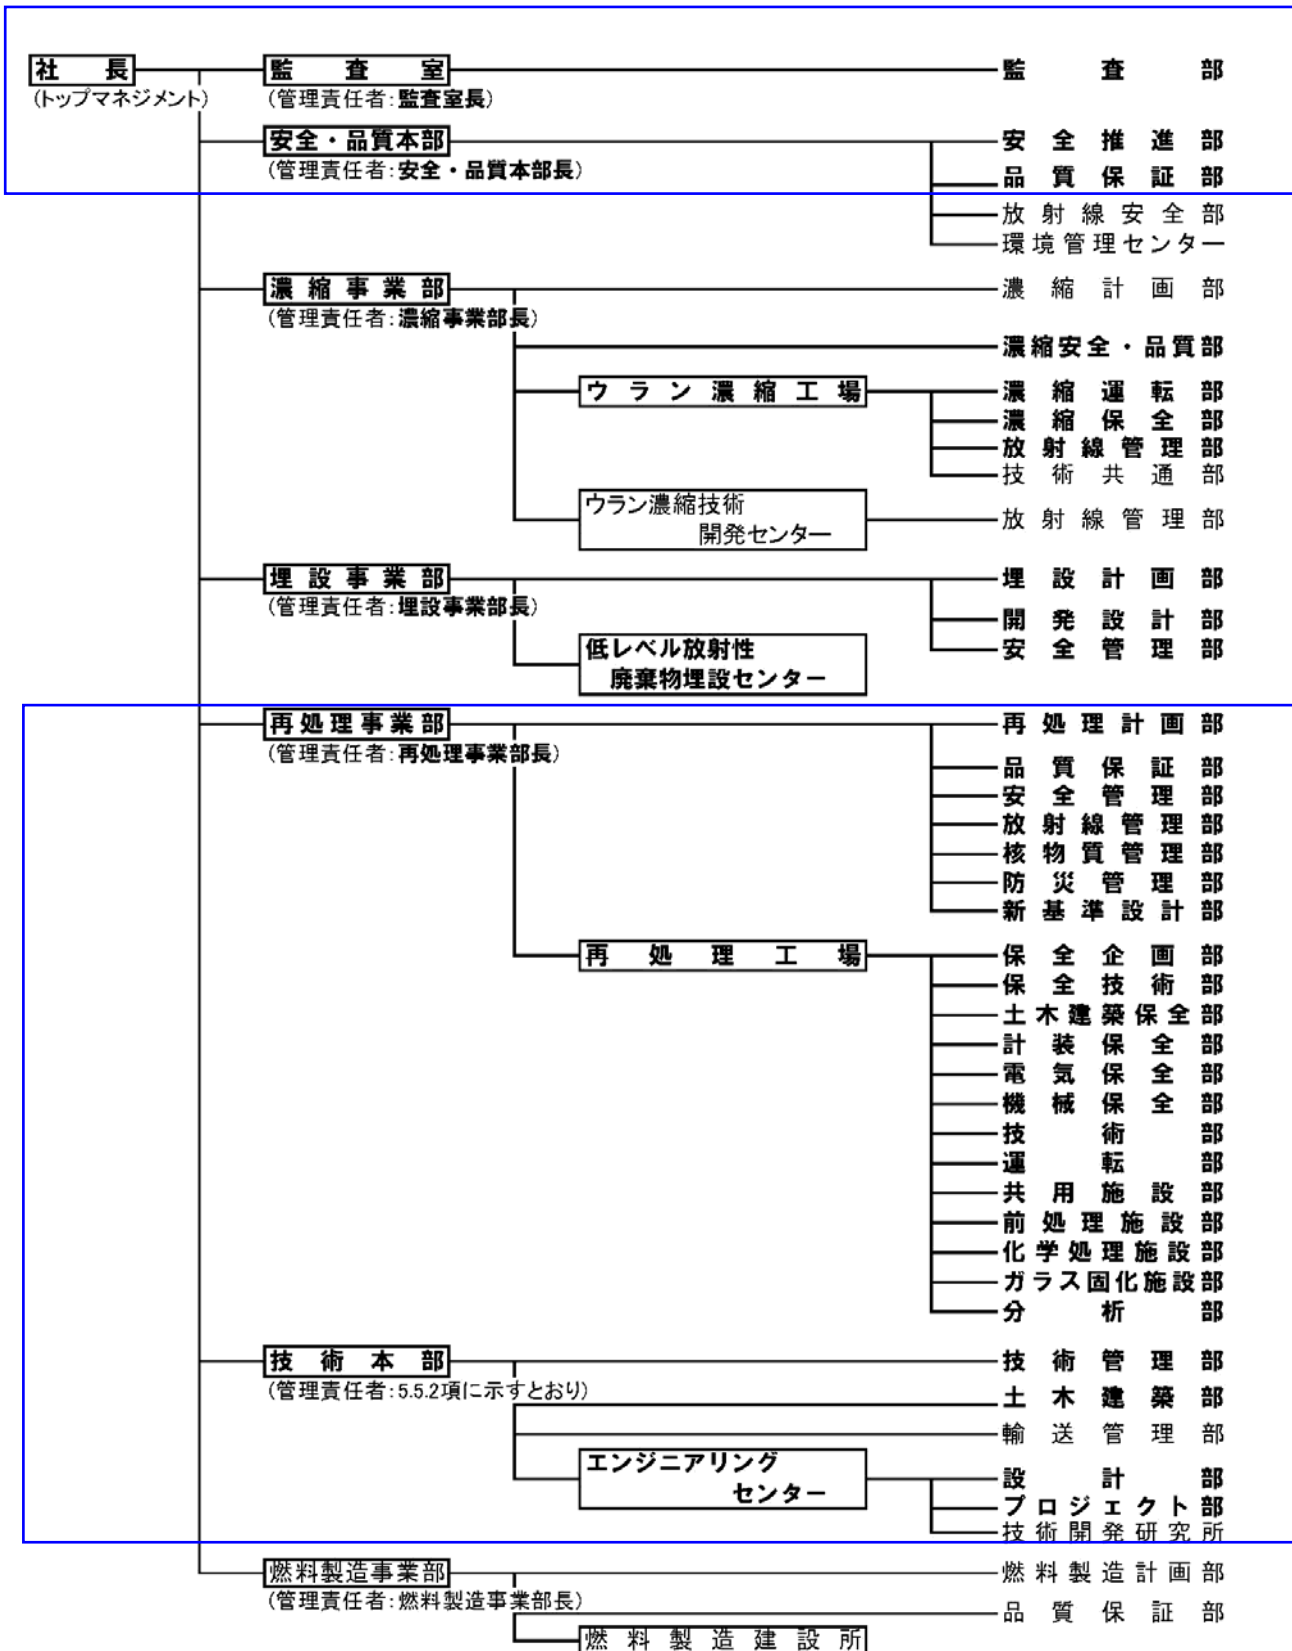 社長 監査室 監査部
(トップマネジメント) (管理責任者:監査室長)
安全・品質本部 安全推進部
(管理責任者:安全・品質本部長)
品質保証部
放射線安全部
環境管理センター
濃縮事業部 濃縮計画部
(管理責任者:濃縮事業部長)
濃縮安全・品質部
ウラン濃縮工場 濃縮運転部
濃縮保全部
放射線管理部
技術共通部
ウラン濃縮技術
開発センター
放射線管理部
埋設事業部 埋設計画部
(管理責任者:埋設事業部長)
開発設計部
安全管理部
低レベル放射性
廃棄物埋設センター
再処理事業部 再処理計画部
(管理責任者:再処理事業部長)
品質保証部
安全管理部
放射線管理部
核物質管理部
防災管理部
新基準設計部
再処理工場 保全企画部
保全技術部
土木建築保全部
計装保全部
電気保全部
機械保全部
技術部
運転部
共用施設部
前処理施設部
化学処理施設部
ガラス固化施設部
分析部
技術本部 技術管理部
(管理責任者:5.5.2項に示すとおり)
土木建築部
輸送管理部
エンジニアリング
センター
設計部
プロジェクト部
技術開発研究所
燃料製造事業部 燃料製造計画部
(管理責任者:燃料製造事業部長)
品質保証部
燃料製造建設所